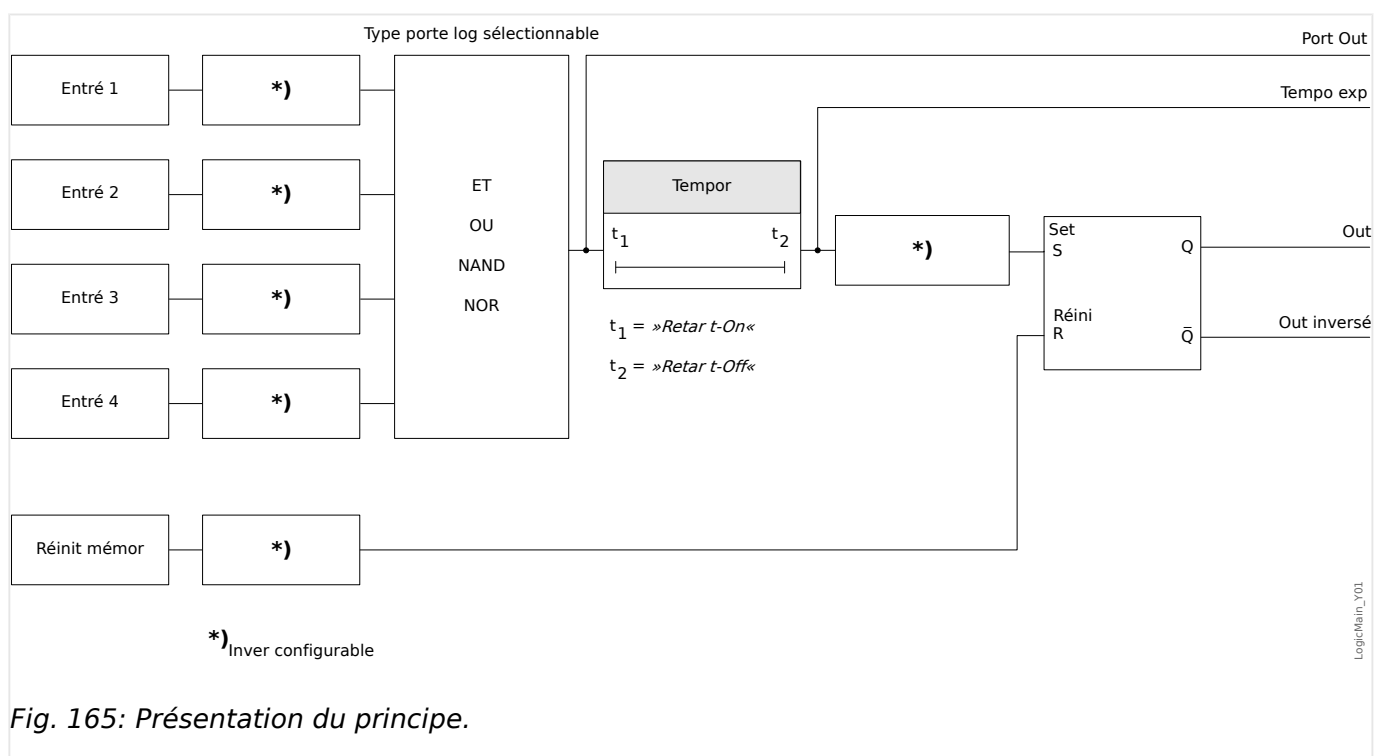 Type porte log sélectionnable
Port Out
Entré 1
*)
Tempo exp
Entré 2
*)
ET
OU
NAND
NOR
Tempor
t1
t2
*)
Set
S
Q
Out
Entré 3
*)
Réini
R
Q̅
Out inversé
t1 = »Retar t-On«
t2 = »Retar t-Off«
Entré 4
*)
Réinit mémor
*)
*) Inver configurable
LogicMain_Y01
Fig. 165: Présentation du principe.